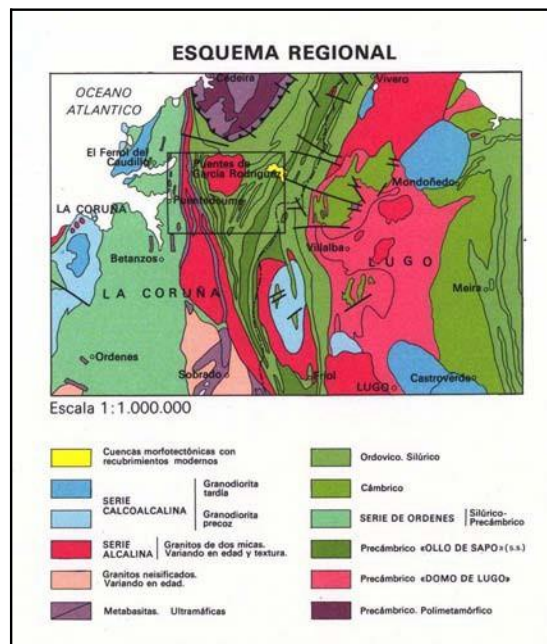 ESQUEMA REGIONAL
OCEANO
ATLANTICO
Cedeira
Vivero
El Ferrol del
Caudillo
Puentes de
García Rodríguez
Mondoñedo
Puentedeume
LA CORUÑA
Villalba
Betanzos
LUGO
LA CORUÑA
Meira
Ordenes
Sobrado
Friol
LUGO
Castroverde
Escala 1:1.000.000
Cuencas morfotectónicas con
recubrimientos modernos
SERIE
CALCOALCALINA
Granodiorita
tardía
Granodiorita
precoz
SERIE
ALCALINA
Granitos de dos micas.
Variando en edad y textura.
Granitos neisificados.
Variando en edad.
Metabasitas. Ultramáficas
Ordovico. Silúrico
Cámbrico
SERIE DE ORDENES
Silúrico-
Precámbrico
Precámbrico «OLLO DE SAPO» (s.s.)
Precámbrico «DOMO DE LUGO»
Precámbrico. Polimetamórfico